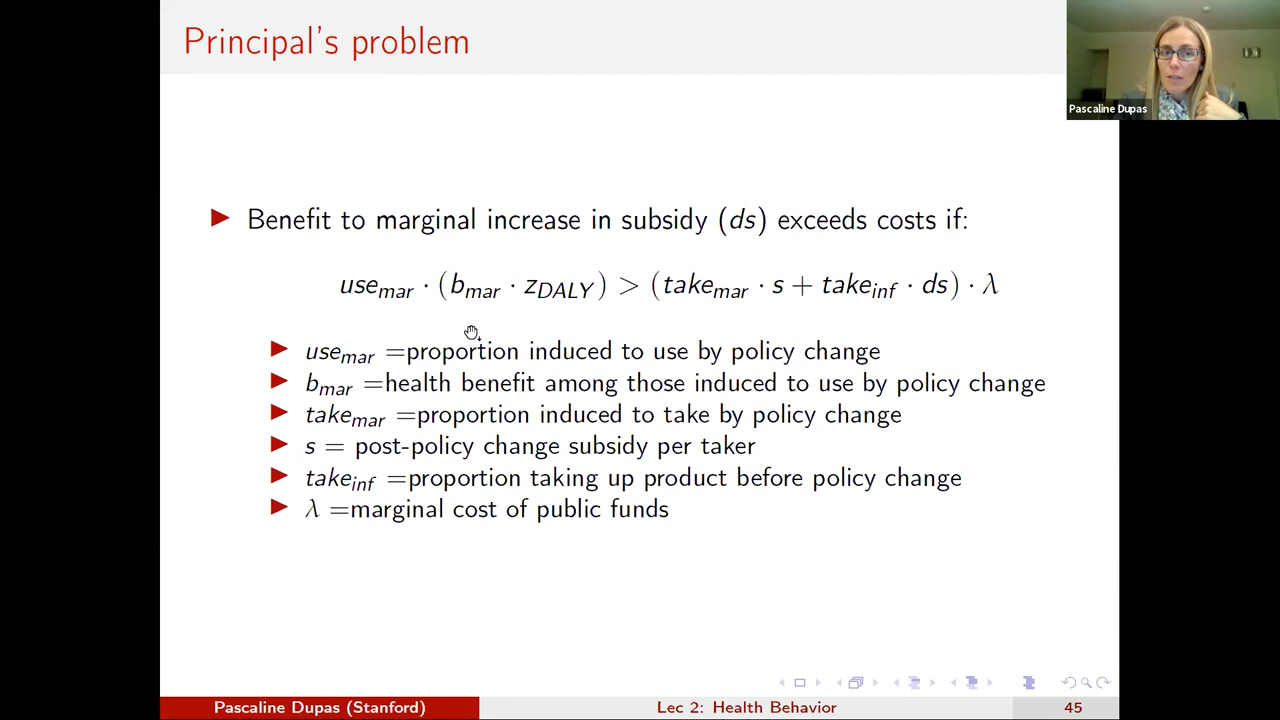 Principal's problem
Pascaline Dupas
▶ Benefit to marginal increase in subsidy (ds) exceeds costs if:
use_mar · (b_mar · z_DALY) > (take_mar · s + take_inf · ds) · λ
▶ use_mar =proportion induced to use by policy change
▶ b_mar =health benefit among those induced to use by policy change
▶ take_mar =proportion induced to take by policy change
▶ s = post-policy change subsidy per taker
▶ take_inf =proportion taking up product before policy change
▶ λ =marginal cost of public funds
Pascaline Dupas (Stanford) Lec 2: Health Behavior 45